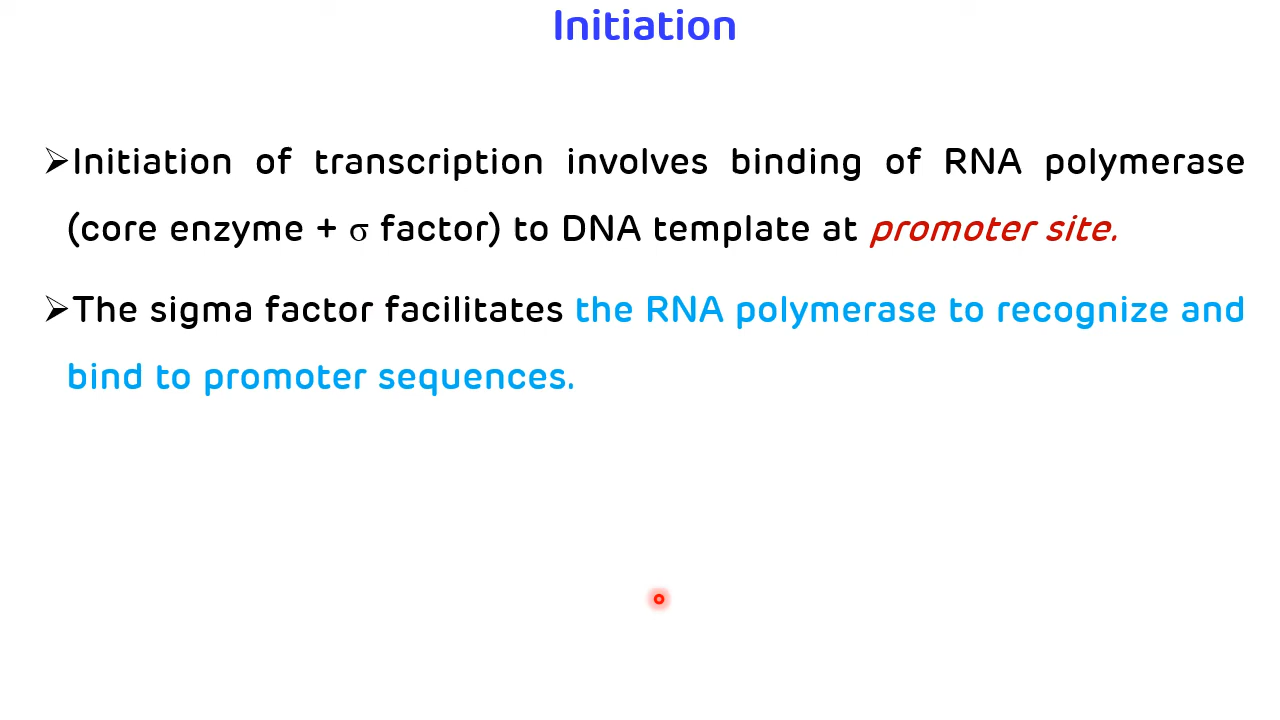 Initiation
➢Initiation of transcription involves binding of RNA polymerase
(core enzyme + σ factor) to DNA template at promoter site.
➢The sigma factor facilitates the RNA polymerase to recognize and
bind to promoter sequences.